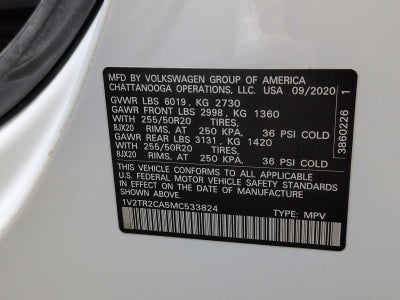 MFD BY VOLKSWAGEN GROUP OF AMERICA
CHATTANOOGA OPERATIONS, LLC. USA 09/2020
GVWR LBS 6019, KG 2730
GAWR FRONT LBS 2998, KG 1360
WITH 255/50R20 TIRES,
8JX20 RIMS, AT 250 KPA, 36 PSI COLD
GAWR REAR LBS 3131, KG 1420
WITH 255/50R20 TIRES,
8JX20 RIMS, AT 250 KPA, 36 PSI COLD
THIS VEHICLE CONFORMS TO ALL APPLICABLE
U.S. FEDERAL MOTOR VEHICLE SAFETY STANDARDS
IN EFFECT ON THE DATE OF MANUFACTURE SHOWN
ABOVE.
1V2TR2CA5MC533824 TYPE: MPV
3860226 1